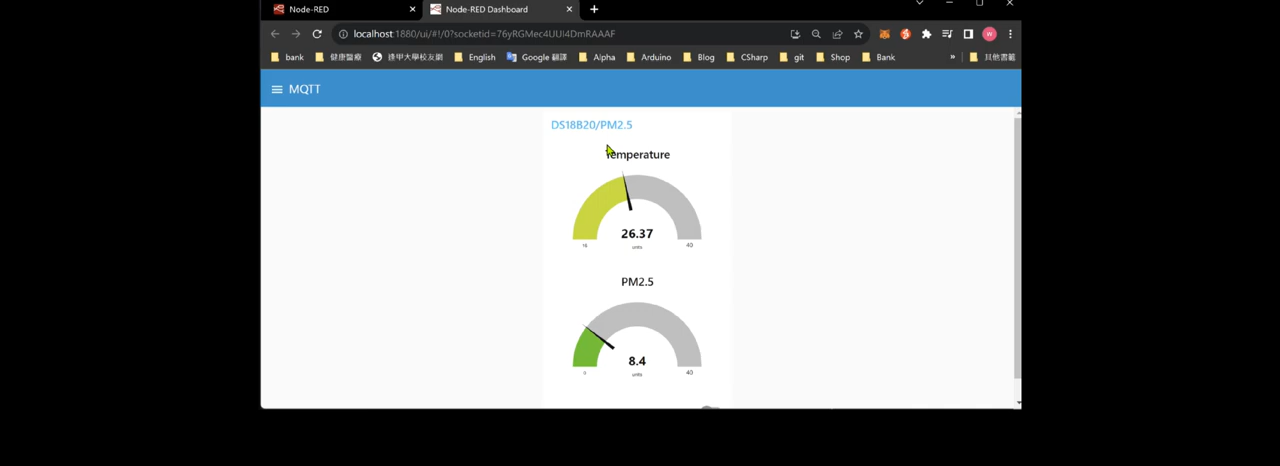 Node-RED
Node-RED Dashboard
localhost:1880/ui/#!/0?socketid=76yRGMec4UUI4DmRAAAF
bank 健康醫療 逢甲大學校友網 English Google 翻譯 Alpha Arduino Blog CSharp git Shop Bank » 其他書籤
MQTT
DS18B20/PM2.5
Temperature
26.37
units
16 40
PM2.5
8.4
units
0 40